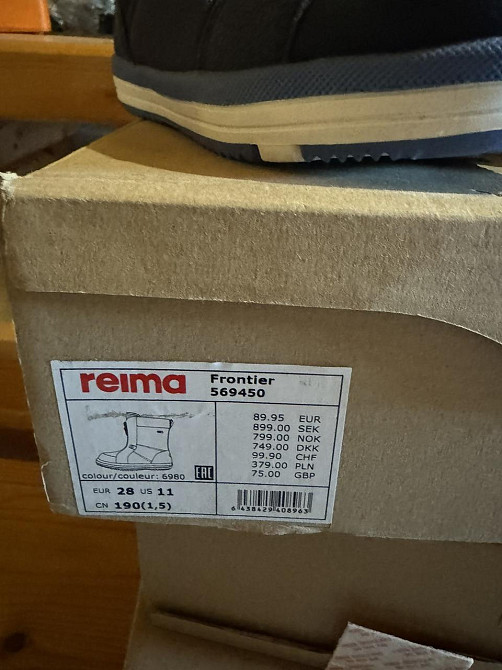 reima
Frontier
569450
89.95 EUR
899.00 SEK
799.00 NOK
749.00 DKK
99.90 CHF
379.00 PLN
75.00 GBP
colour/couleur: 6980
EAC
EUR 28 US 11
CN 190(1,5)
6 438429 408963